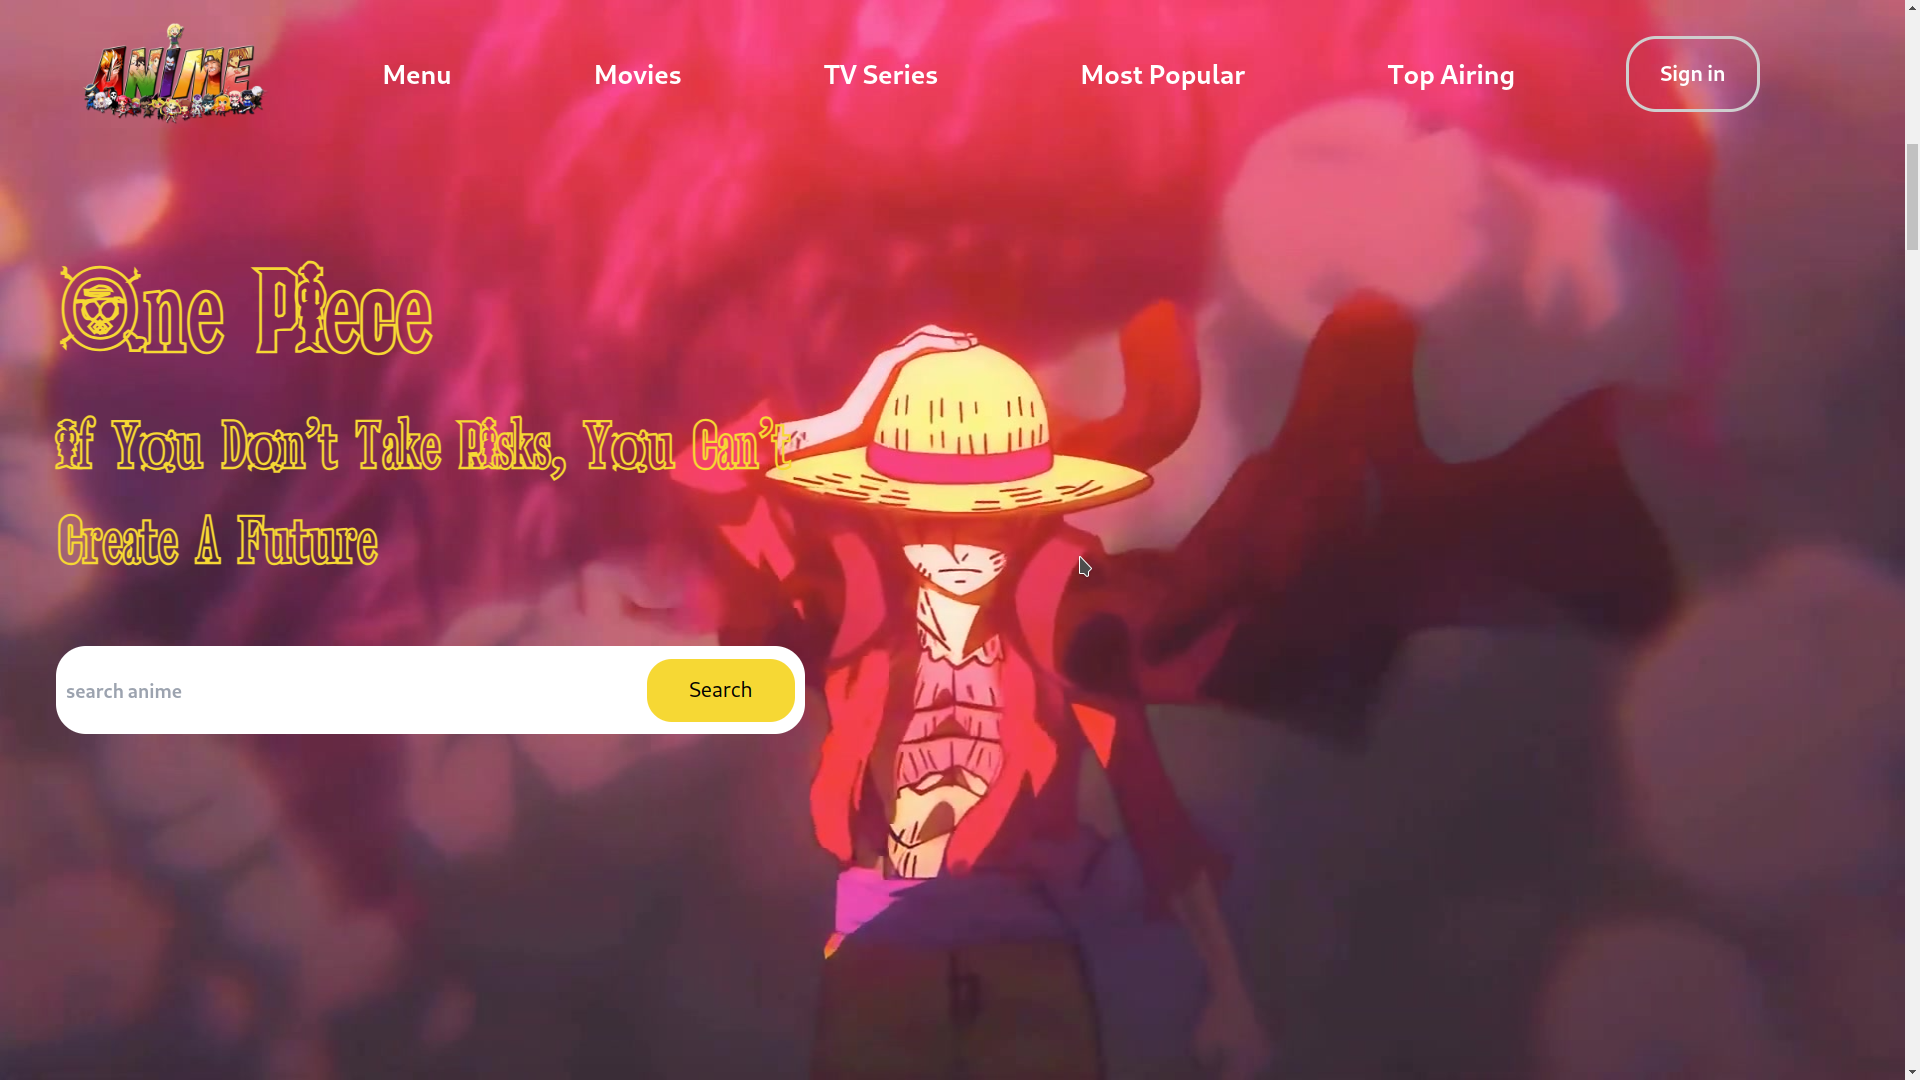 ANIME
Menu
Movies
TV Series
Most Popular
Top Airing
Sign in
One Piece
If You Don't Take Risks, You Can't
Create A Future
search anime
Search